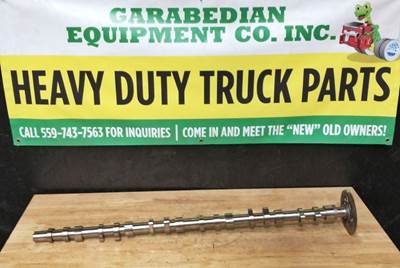 GARABEDIAN
EQUIPMENT CO. INC.
HEAVY DUTY TRUCK PARTS
CALL 559-743-7563 FOR INQUIRIES | COME IN AND MEET THE "NEW" OLD OWNERS!